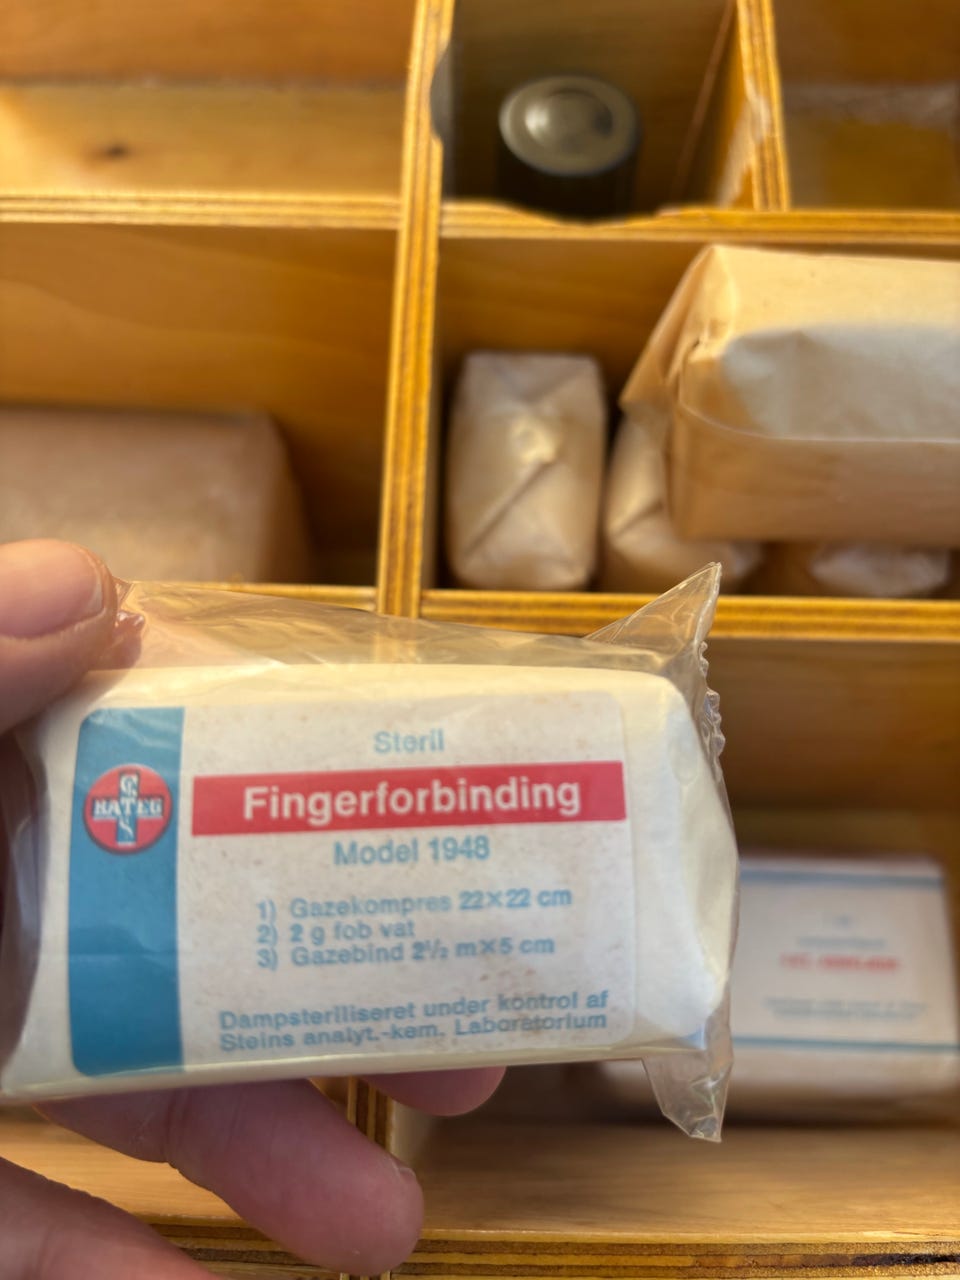 Steril
Fingerforbinding
BATEG
Model 1948
1) Gazekompres 22×22 cm
2) 2 g fob vat
3) Gazebind 2½ m×5 cm
Dampsteriliseret under kontrol af
Steins analyt.-kem. Laboratorium